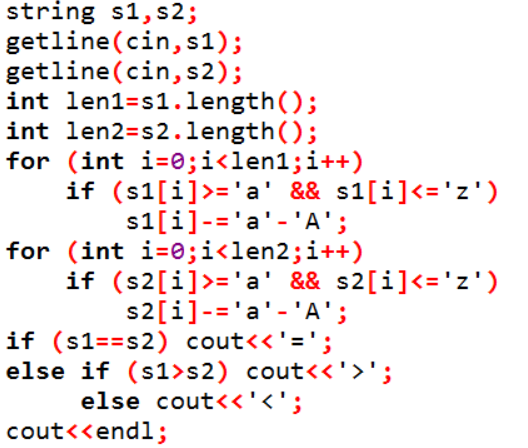 string s1,s2;
getline(cin,s1);
getline(cin,s2);
int len1=s1.length();
int len2=s2.length();
for (int i=0;i<len1;i++)
    if (s1[i]>='a' && s1[i]<='z')
        s1[i]-='a'-'A';
for (int i=0;i<len2;i++)
    if (s2[i]>='a' && s2[i]<='z')
        s2[i]-='a'-'A';
if (s1==s2) cout<<'=';
else if (s1>s2) cout<<'>';
     else cout<<'<';
cout<<endl;